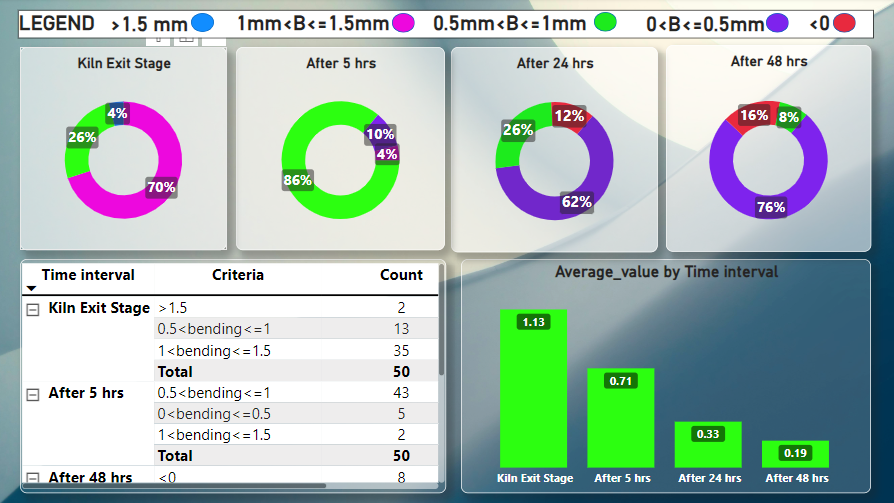 LEGEND >1.5 mm 1mm<B<=1.5mm 0.5mm<B<=1mm 0<B<=0.5mm <0
Kiln Exit Stage
4%
26%
70%
After 5 hrs
10%
4%
86%
After 24 hrs
12%
26%
62%
After 48 hrs
16% 8%
76%
Time interval Criteria Count
Kiln Exit Stage >1.5 2
0.5<bending<=1 13
1<bending<=1.5 35
Total 50
After 5 hrs 0.5<bending<=1 43
0<bending<=0.5 5
1<bending<=1.5 2
Total 50
After 48 hrs <0 8
Average_value by Time interval
1.13
0.71
0.33
0.19
Kiln Exit Stage After 5 hrs After 24 hrs After 48 hrs